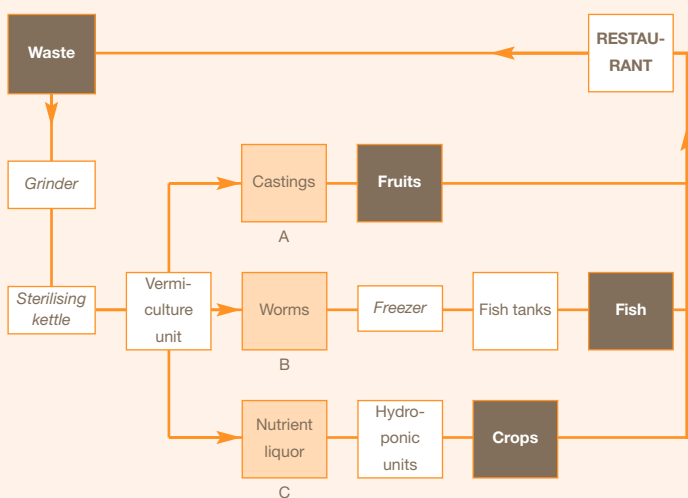 Waste
RESTAU-
RANT
Grinder
Castings
Fruits
A
Sterilising
kettle
Vermi-
culture
unit
Worms
Freezer
Fish tanks
Fish
B
Nutrient
liquor
Hydro-
ponic
units
Crops
C